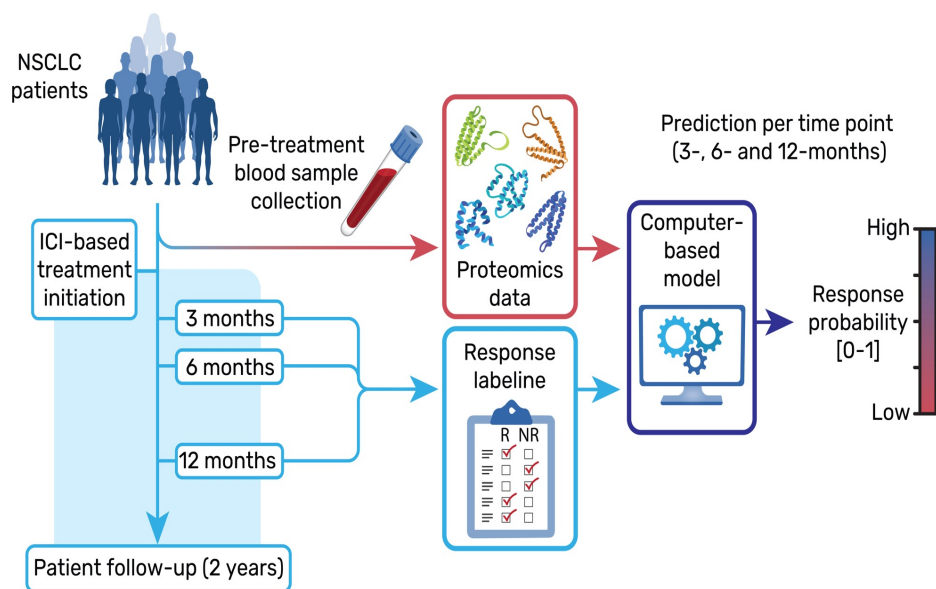 NSCLC
patients
Pre-treatment
blood sample
collection
ICI-based
treatment
initiation
3 months
6 months
12 months
Patient follow-up (2 years)
Proteomics
data
Response
labeline
R NR
Prediction per time point
(3-, 6- and 12-months)
Computer-
based
model
High
Response
probability
[0-1]
Low